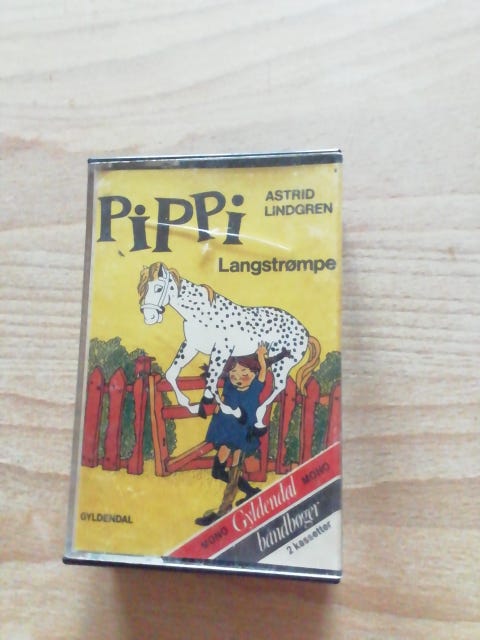 PiPPi
ASTRID
LINDGREN
Langstrømpe
GYLDENDAL
MONO Gyldendal MONO
båndbøger
2 kassetter